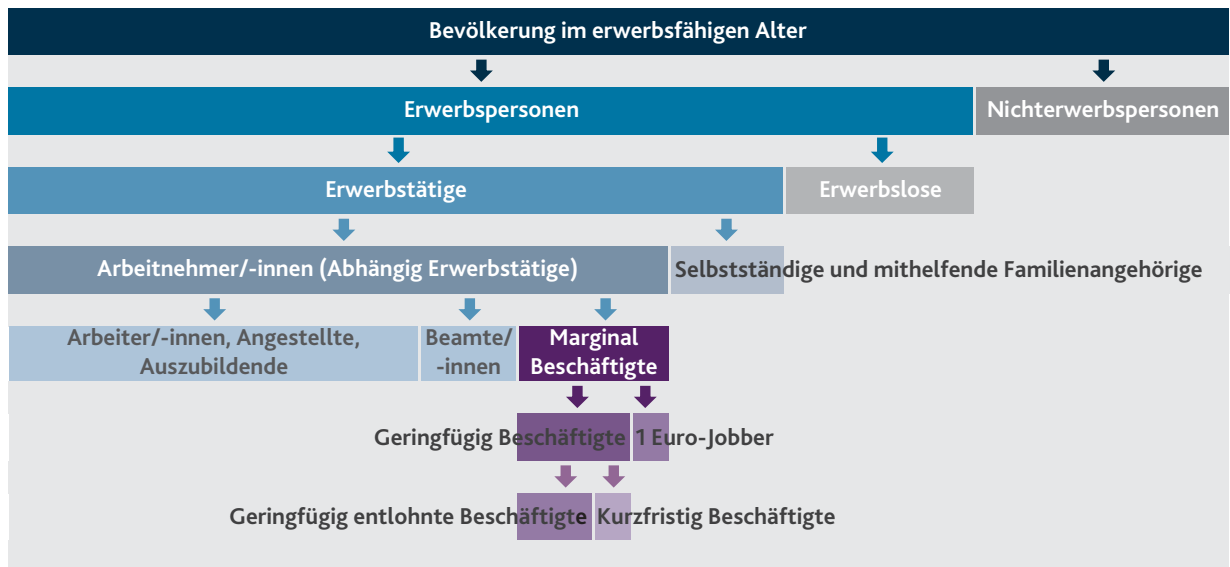 Bevölkerung im erwerbsfähigen Alter
Erwerbspersonen
Nichterwerbspersonen
Erwerbstätige
Erwerbslose
Arbeitnehmer/-innen (Abhängig Erwerbstätige)
Selbstständige und mithelfende Familienangehörige
Arbeiter/-innen, Angestellte,
Auszubildende
Beamte/
-innen
Marginal
Beschäftigte
Geringfügig Beschäftigte
1 Euro-Jobber
Geringfügig entlohnte Beschäftigte
Kurzfristig Beschäftigte